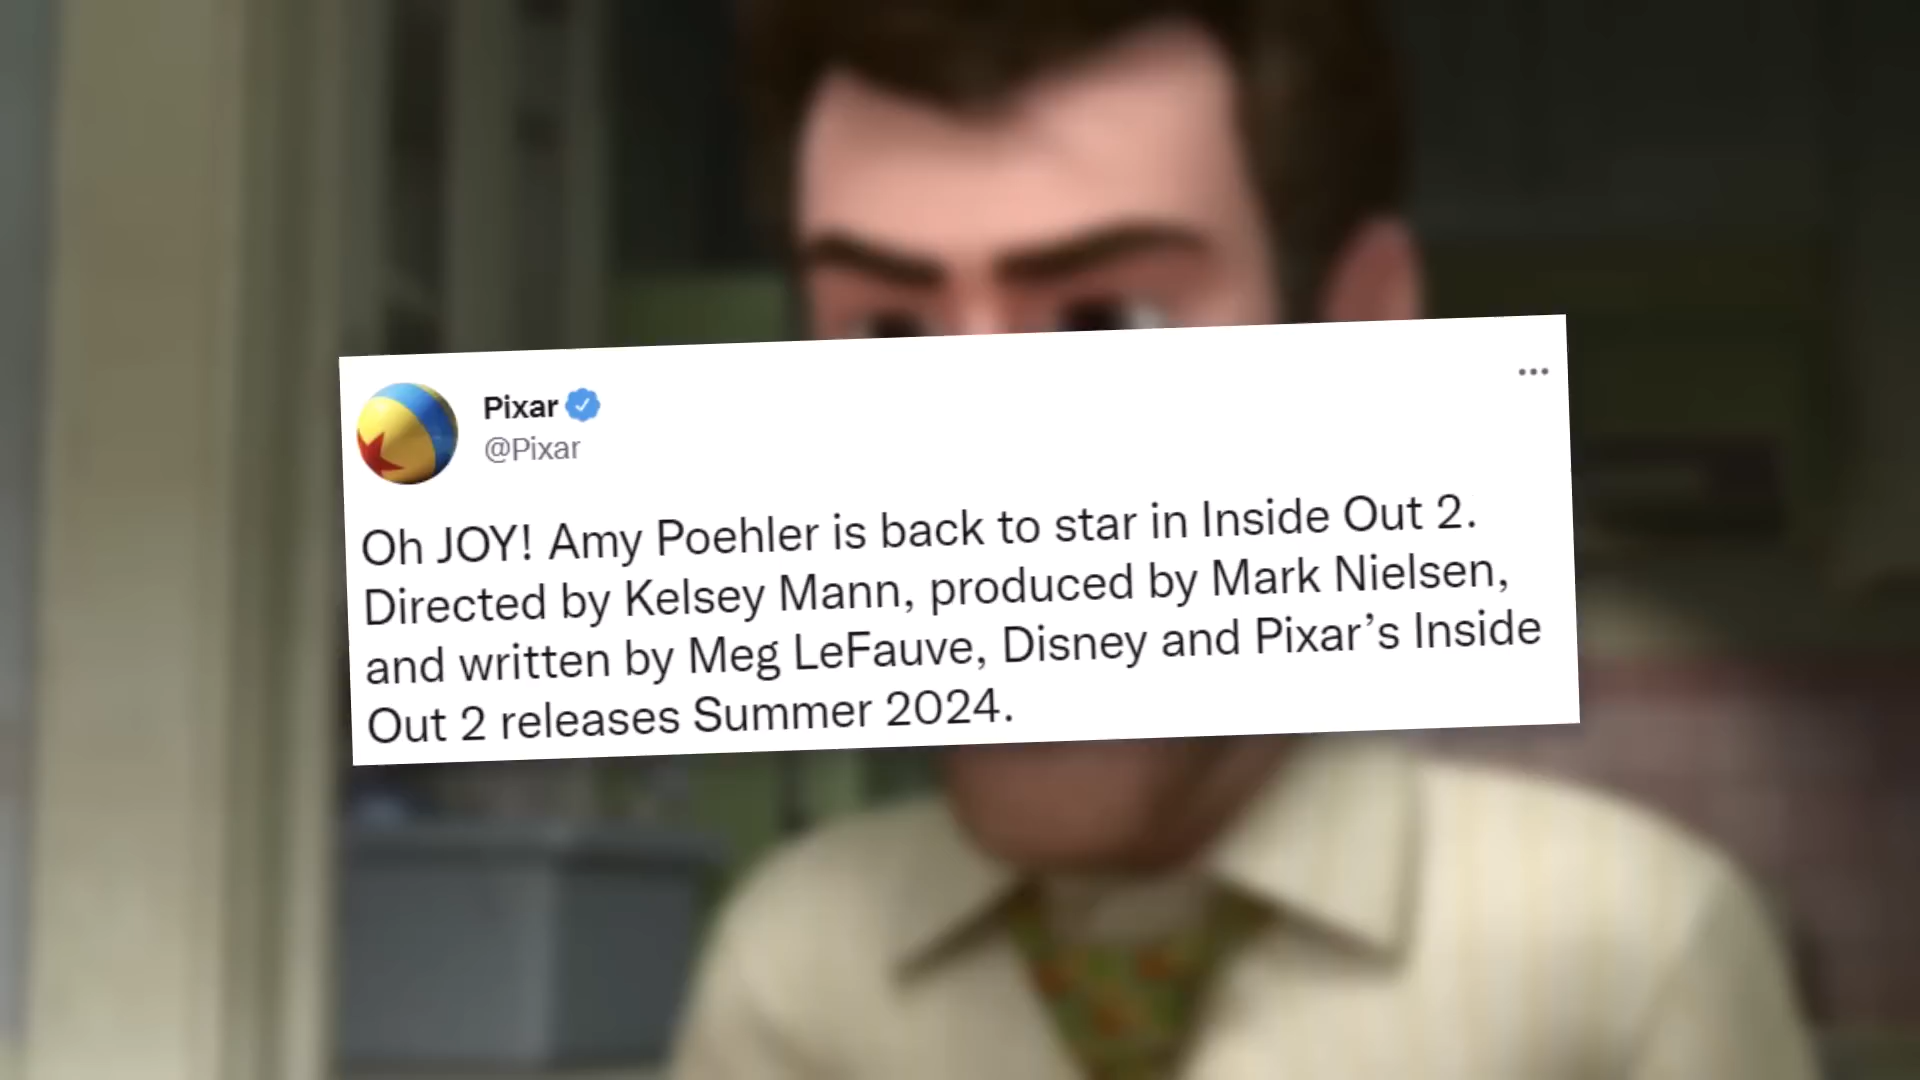 Pixar
@Pixar
Oh JOY! Amy Poehler is back to star in Inside Out 2.
Directed by Kelsey Mann, produced by Mark Nielsen,
and written by Meg LeFauve, Disney and Pixar’s Inside
Out 2 releases Summer 2024.